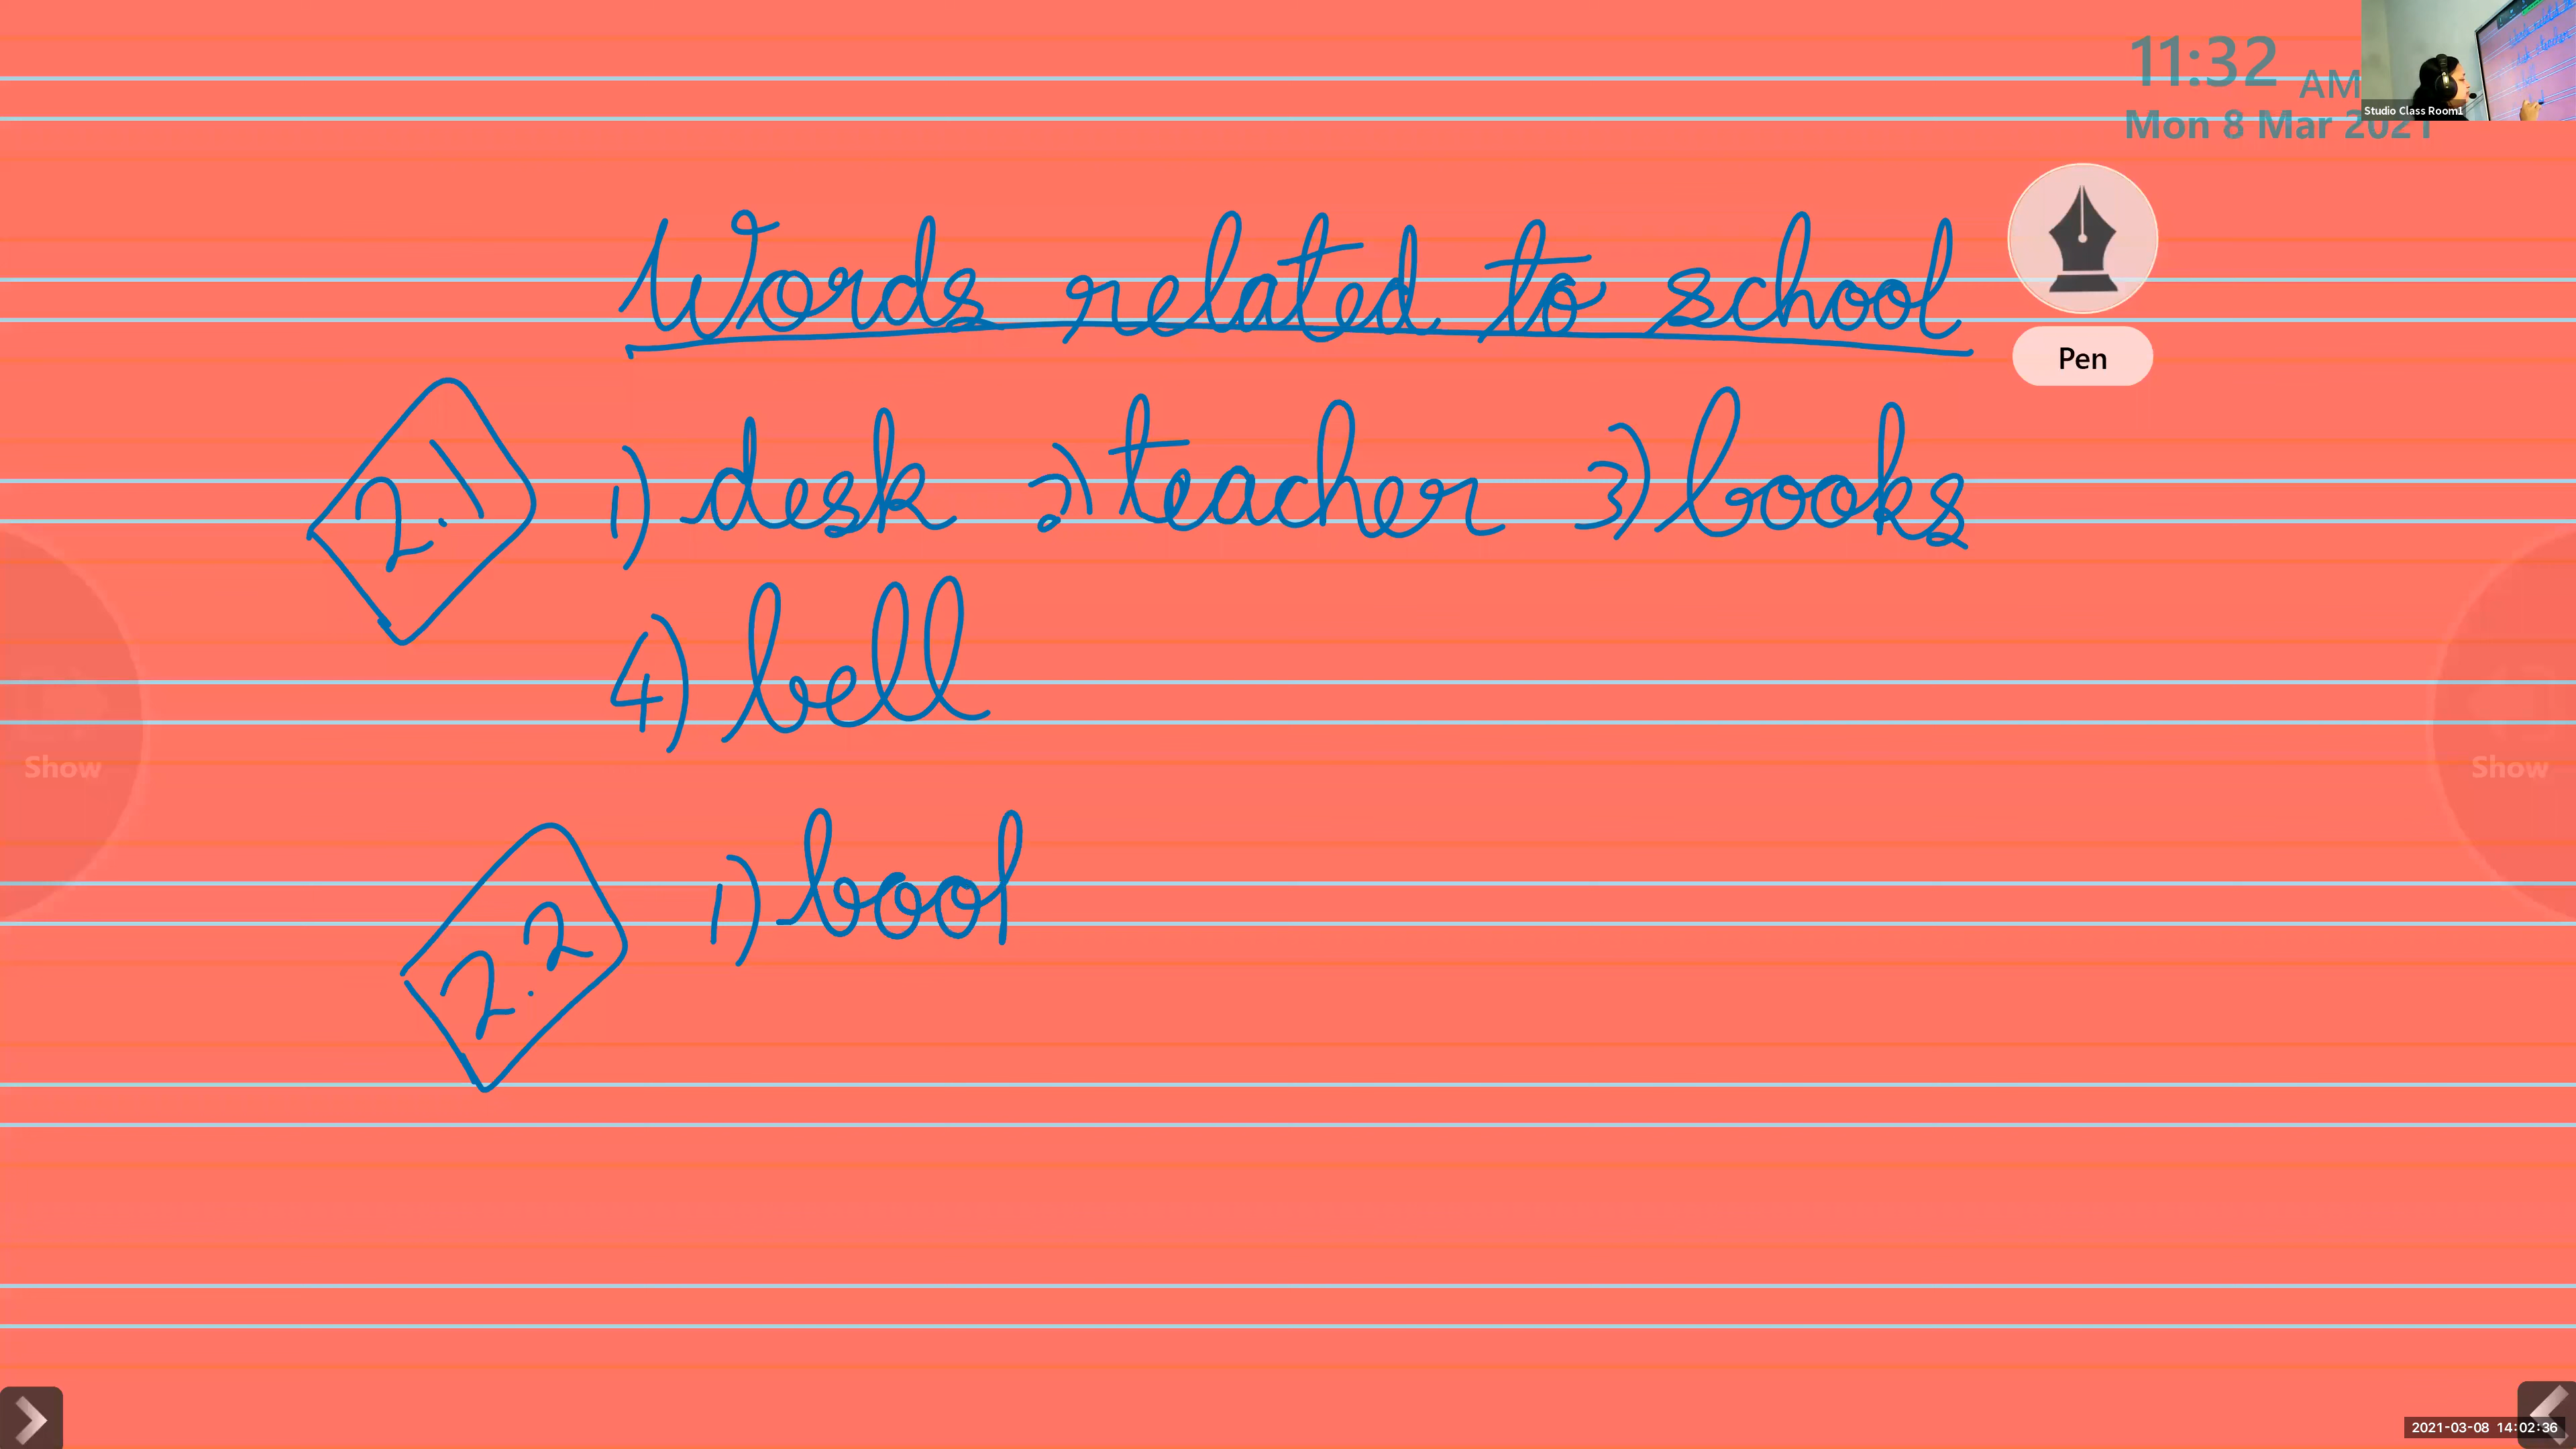 11:32 AM
Mon 8 Mar 2021
Studio Class Room1
Words related to school
Pen
2.1 1) desk 2) teacher 3) books
4) bell
Show
Show
2.2 1) boo
2021-03-08 14:02:36